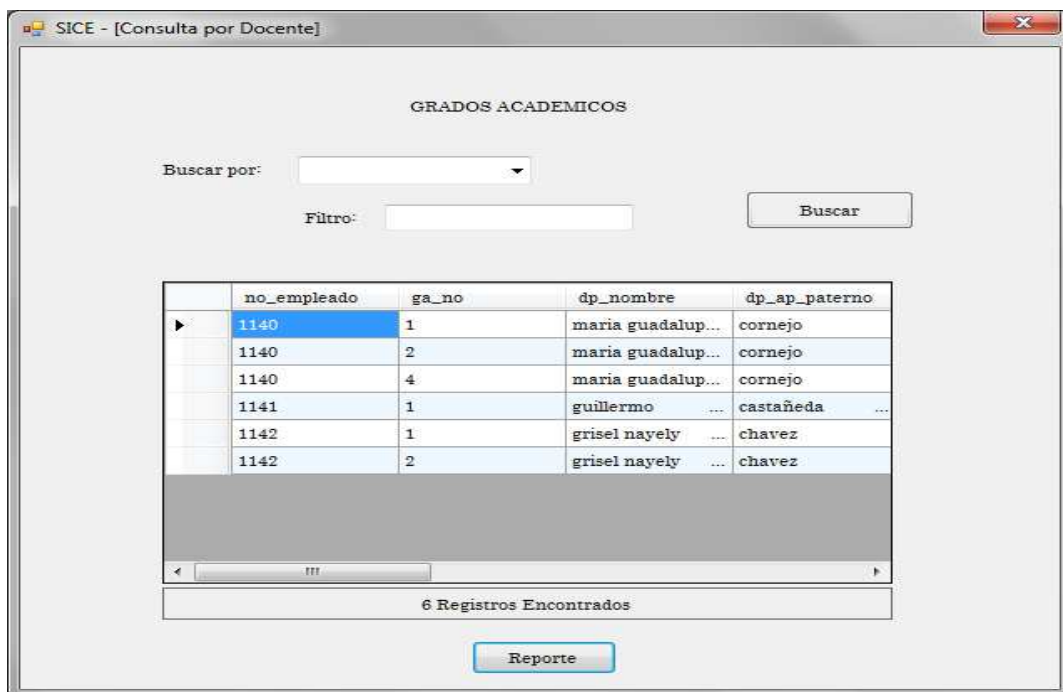 SICE - [Consulta por Docente]
GRADOS ACADEMICOS
Buscar por:
Filtro:
Buscar
no_empleado ga_no dp_nombre dp_ap_paterno
1140 1 maria guadalup... cornejo
1140 2 maria guadalup... cornejo
1140 4 maria guadalup... cornejo
1141 1 guillermo ... castañeda ...
1142 1 grisel nayely ... chavez
1142 2 grisel nayely ... chavez
6 Registros Encontrados
Reporte